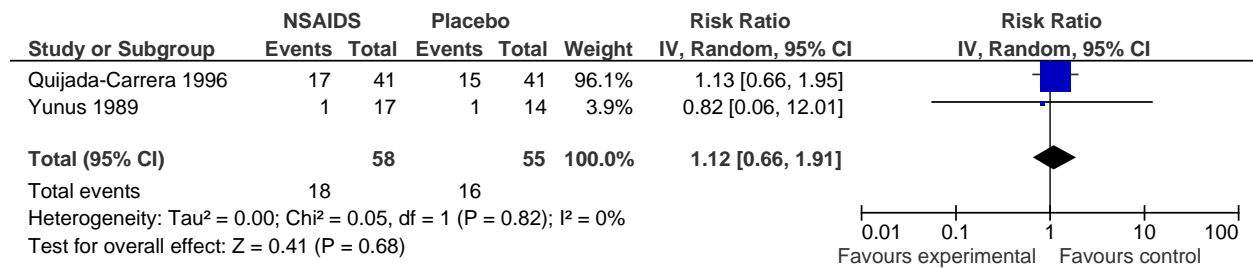 NSAIDS Placebo Risk Ratio Risk Ratio
Study or Subgroup Events Total Events Total Weight IV, Random, 95% CI IV, Random, 95% CI
Quijada-Carrera 1996 17 41 15 41 96.1% 1.13 [0.66, 1.95]
Yunus 1989 1 17 1 14 3.9% 0.82 [0.06, 12.01]
Total (95% CI) 58 55 100.0% 1.12 [0.66, 1.91]
Total events 18 16
Heterogeneity: Tau² = 0.00; Chi² = 0.05, df = 1 (P = 0.82); I² = 0%
Test for overall effect: Z = 0.41 (P = 0.68)
0.01 0.1 1 10 100
Favours experimental Favours control